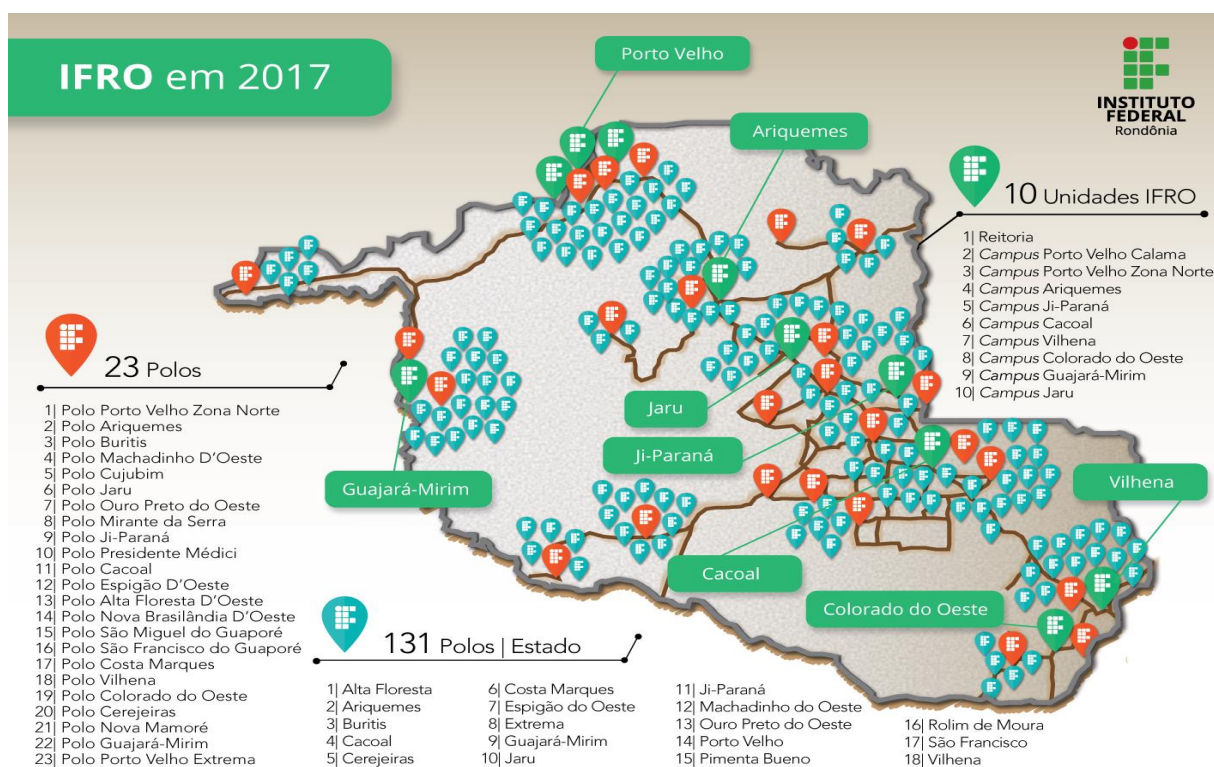 IFRO em 2017
Porto Velho
Ariquemes
INSTITUTO
FEDERAL
Rondônia
10 Unidades IFRO
1| Reitoria
2| Campus Porto Velho Calama
3| Campus Porto Velho Zona Norte
4| Campus Ariquemes
5| Campus Ji-Paraná
6| Campus Cacoal
7| Campus Vilhena
8| Campus Colorado do Oeste
9| Campus Guajará-Mirim
10| Campus Jaru
23 Polos
1| Polo Porto Velho Zona Norte
2| Polo Ariquemes
3| Polo Buritis
4| Polo Machadinho D'Oeste
5| Polo Cujubim
6| Polo Jaru
7| Polo Ouro Preto do Oeste
8| Polo Mirante da Serra
9| Polo Ji-Paraná
10| Polo Presidente Médici
11| Polo Cacoal
12| Polo Espigão D'Oeste
13| Polo Alta Floresta D'Oeste
14| Polo Nova Brasilândia D'Oeste
15| Polo São Miguel do Guaporé
16| Polo São Francisco do Guaporé
17| Polo Costa Marques
18| Polo Vilhena
19| Polo Colorado do Oeste
20| Polo Cerejeiras
21| Polo Nova Mamoré
22| Polo Guajará-Mirim
23| Polo Porto Velho Extrema
Jaru
Ji-Paraná
Guajará-Mirim
Vilhena
Cacoal
Colorado do Oeste
131 Polos | Estado
1| Alta Floresta
2| Ariquemes
3| Buritis
4| Cacoal
5| Cerejeiras
6| Costa Marques
7| Espigão do Oeste
8| Extrema
9| Guajará-Mirim
10| Jaru
11| Ji-Paraná
12| Machadinho do Oeste
13| Ouro Preto do Oeste
14| Porto Velho
15| Pimenta Bueno
16| Rolim de Moura
17| São Francisco
18| Vilhena